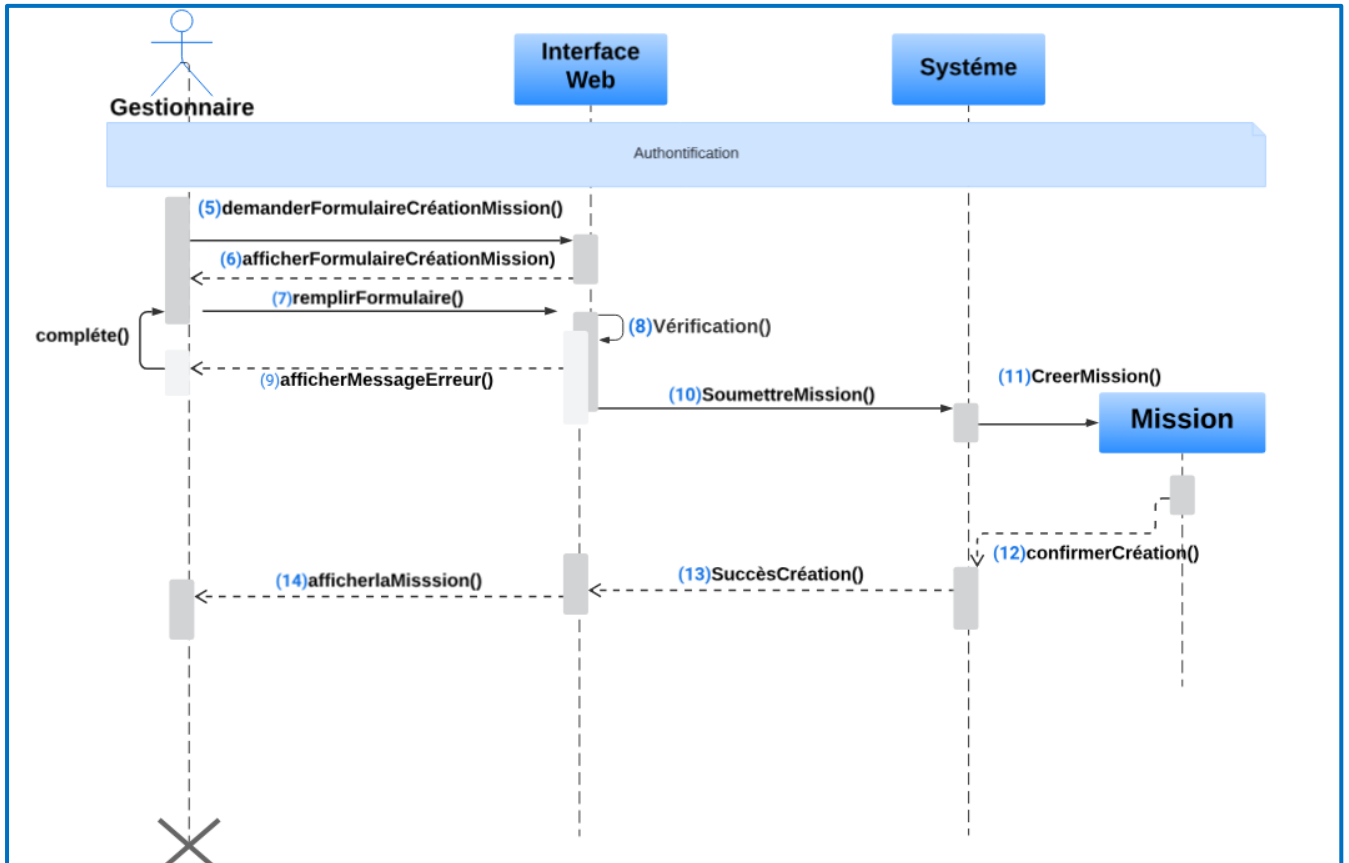 Interface
Web
Systéme
Gestionnaire
Authontification
(5)demanderFormulaireCréationMission()
(6)afficherFormulaireCréationMission)
(7)remplirFormulaire()
compléte()
(8)Vérification()
(9)afficherMessageErreur()
(10)SoumettreMission()
(11)CreerMission()
Mission
(12)confirmerCréation()
(13)SuccèsCréation()
(14)afficherlaMisssion()